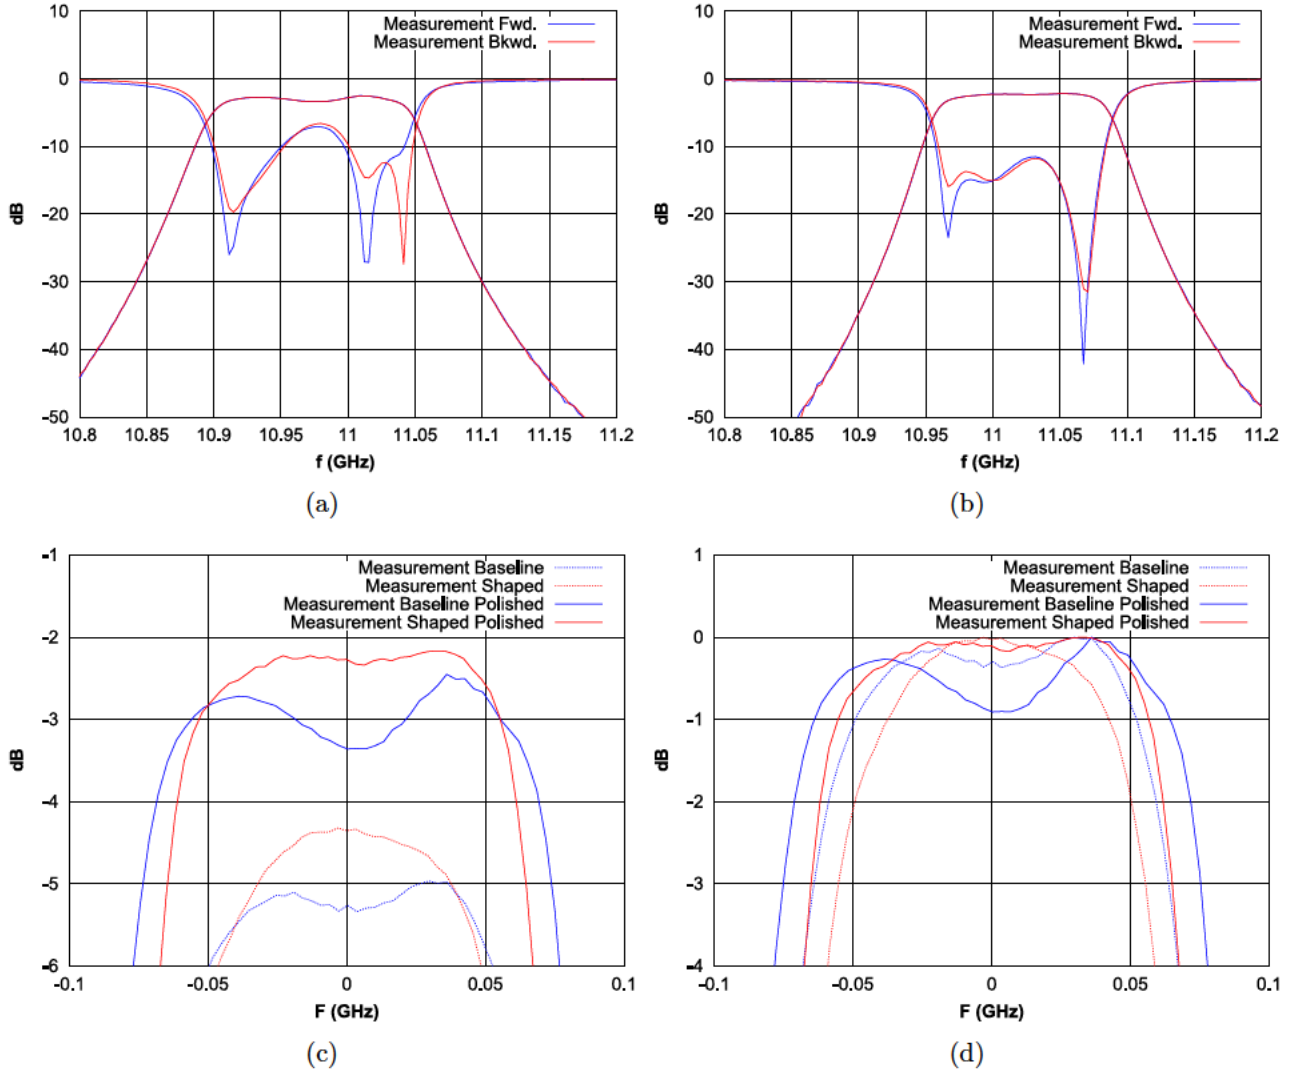 10
0
-10
-20
-30
-40
-50
dB
Measurement Fwd.
Measurement Bkwd.
10.8 10.85 10.9 10.95 11 11.05 11.1 11.15 11.2
f (GHz)
(a)
10
0
-10
-20
-30
-40
-50
dB
Measurement Fwd.
Measurement Bkwd.
10.8 10.85 10.9 10.95 11 11.05 11.1 11.15 11.2
f (GHz)
(b)
-1
-2
-3
-4
-5
-6
dB
Measurement Baseline
Measurement Shaped
Measurement Baseline Polished
Measurement Shaped Polished
-0.1 -0.05 0 0.05 0.1
F (GHz)
(c)
1
0
-1
-2
-3
-4
dB
Measurement Baseline
Measurement Shaped
Measurement Baseline Polished
Measurement Shaped Polished
-0.1 -0.05 0 0.05 0.1
F (GHz)
(d)